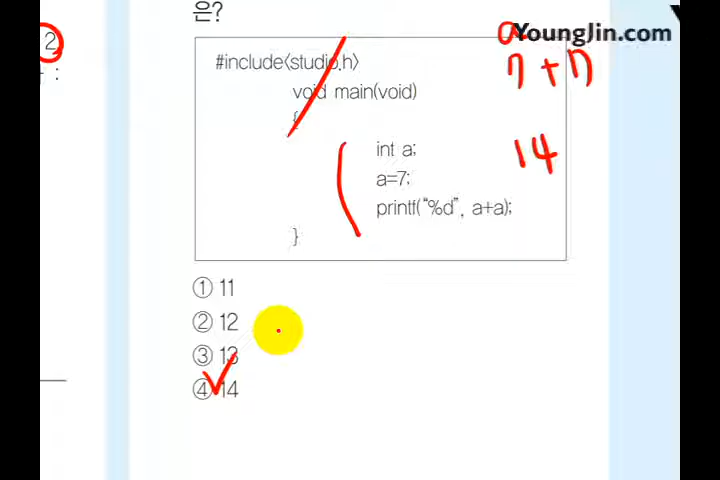 은?
2
:
YoungJin.com
a
7 + 7
14
#include<studio.h>
void main(void)
{
int a;
a=7;
printf("%d", a+a);
}
① 11
② 12
③ 13
④ 14